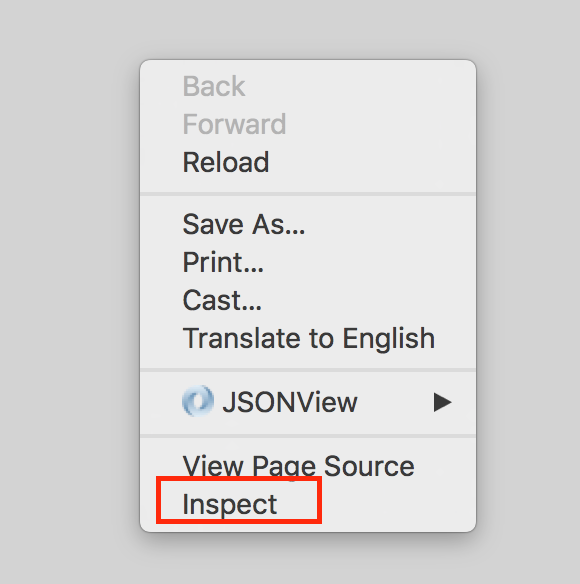 Back
Forward
Reload
Save As...
Print...
Cast...
Translate to English
JSONView
View Page Source
Inspect